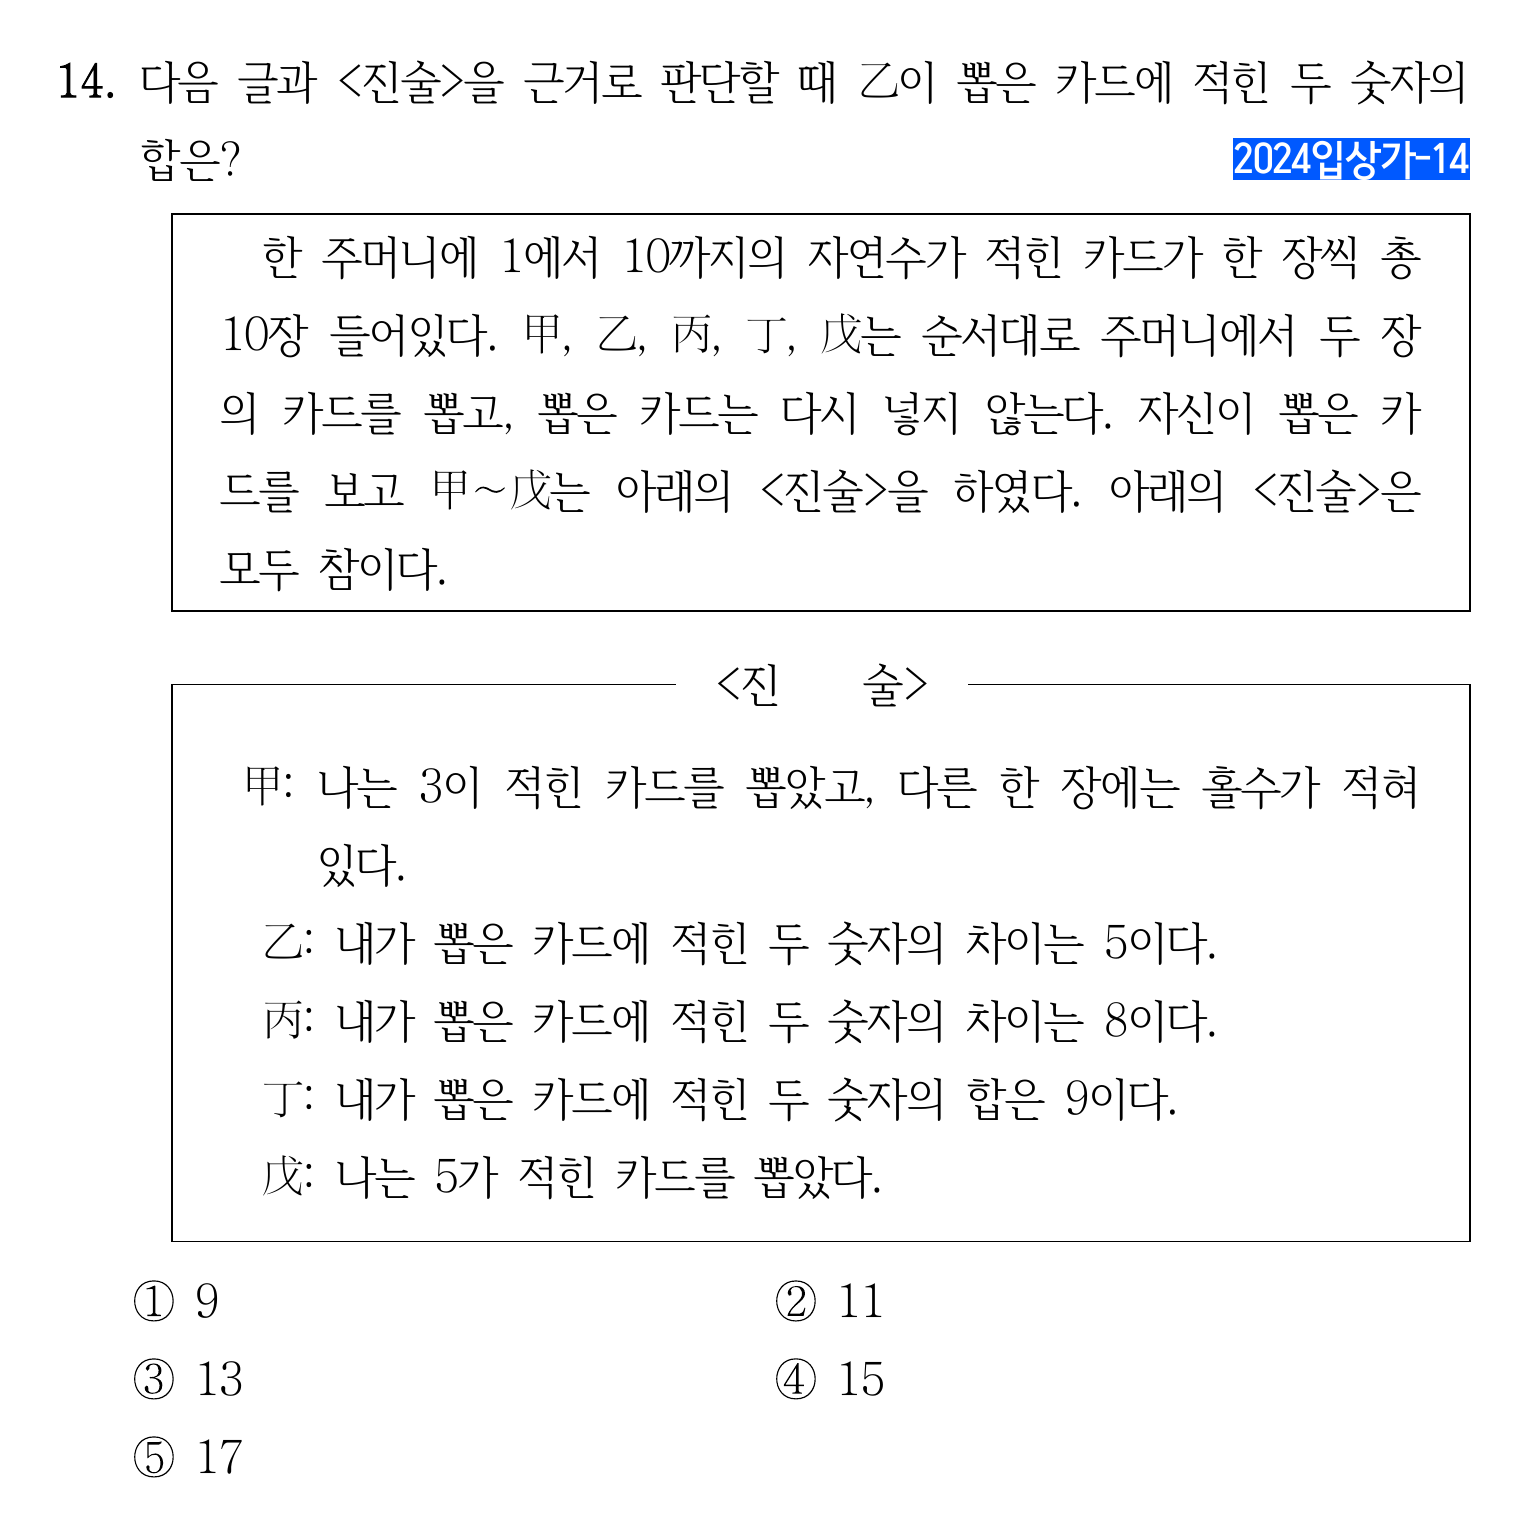 14. 다음 글과 <진술>을 근거로 판단할 때 乙이 뽑은 카드에 적힌 두 숫자의
합은?
2024입상가-14
한 주머니에 1에서 10까지의 자연수가 적힌 카드가 한 장씩 총
10장 들어있다. 甲, 乙, 丙, 丁, 戊는 순서대로 주머니에서 두 장
의 카드를 뽑고, 뽑은 카드는 다시 넣지 않는다. 자신이 뽑은 카
드를 보고 甲~戊는 아래의 <진술>을 하였다. 아래의 <진술>은
모두 참이다.
<진 술>
甲: 나는 3이 적힌 카드를 뽑았고, 다른 한 장에는 홀수가 적혀
있다.
乙: 내가 뽑은 카드에 적힌 두 숫자의 차이는 5이다.
丙: 내가 뽑은 카드에 적힌 두 숫자의 차이는 8이다.
丁: 내가 뽑은 카드에 적힌 두 숫자의 합은 9이다.
戊: 나는 5가 적힌 카드를 뽑았다.
① 9 ② 11
③ 13 ④ 15
⑤ 17